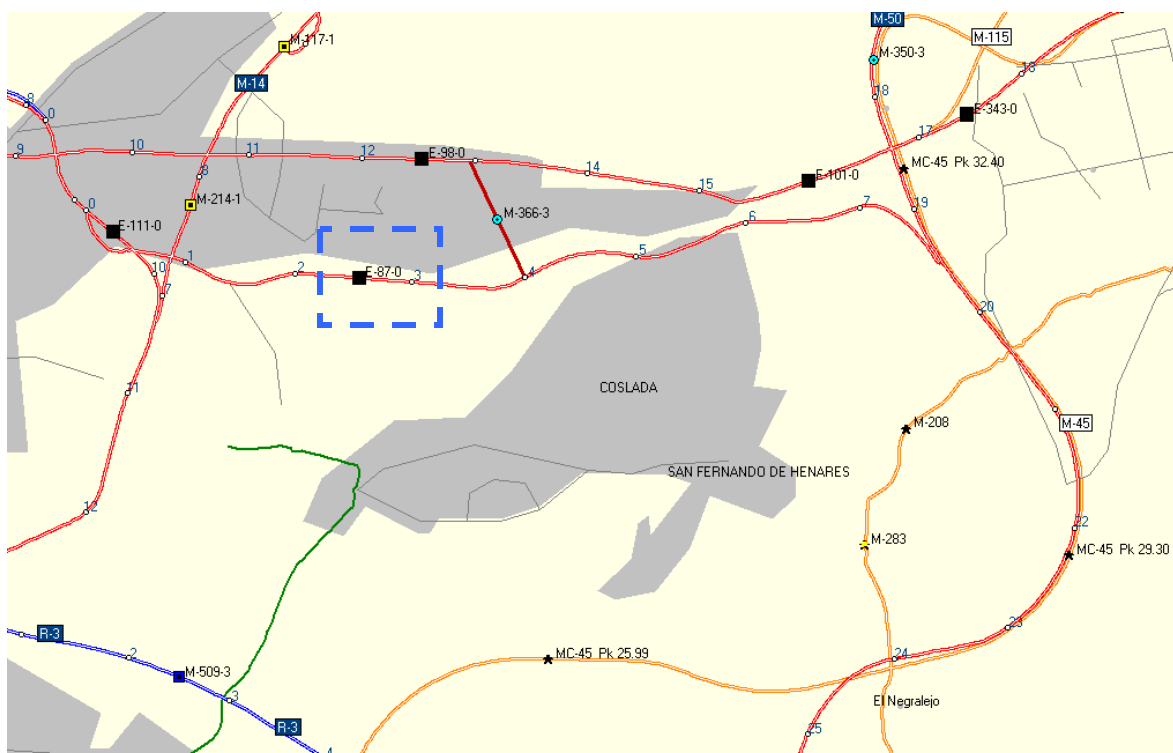 M-117-1
M-50
M-115
M-350-3
18
M-14
8
0
18
E-343-0
17
9
10
11
12
E-98-0
14
15
E-101-0
MC-45 Pk 32.40
8
M-214-1
0
E-111-0
M-366-3
6
7
19
10
1
2
E-87-0
3
4
5
7
20
11
COSLADA
M-45
M-208
SAN FERNANDO DE HENARES
12
22
M-283
MC-45 Pk 29.30
23
R-3
2
MC-45 Pk 25.99
24
M-509-3
3
El Negralejo
R-3
4
25